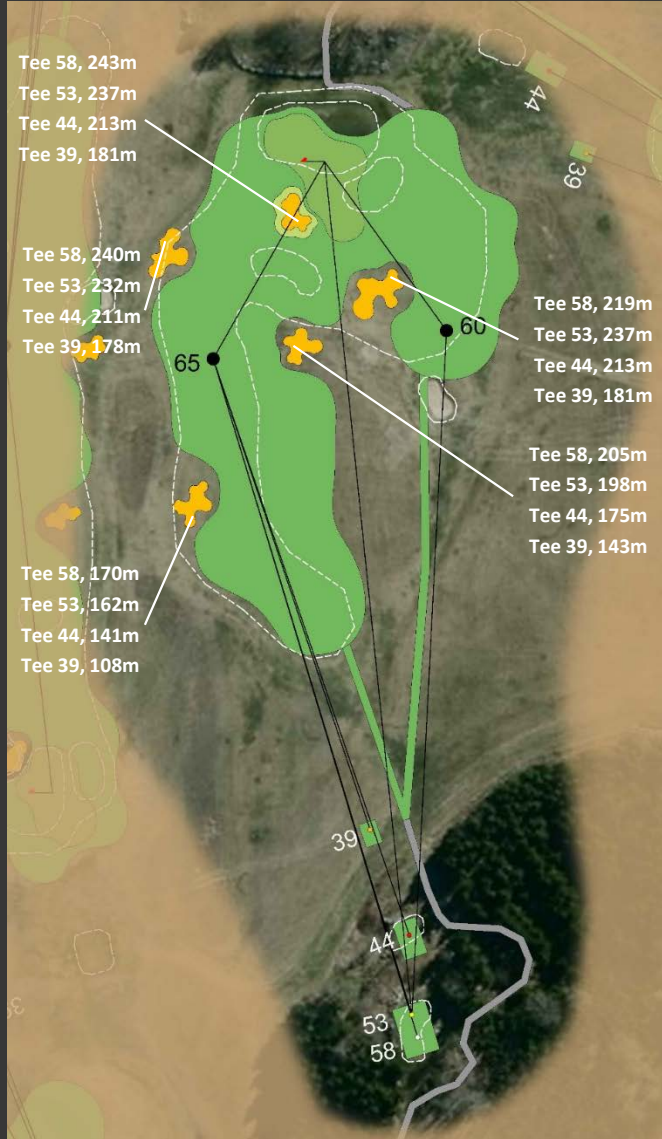 Tee 58, 243m
Tee 53, 237m
Tee 44, 213m
Tee 39, 181m
44
39
Tee 58, 240m
Tee 53, 232m
Tee 44, 211m
Tee 39, 178m
Tee 58, 219m
Tee 53, 237m
Tee 44, 213m
Tee 39, 181m
60
65
Tee 58, 205m
Tee 53, 198m
Tee 44, 175m
Tee 39, 143m
Tee 58, 170m
Tee 53, 162m
Tee 44, 141m
Tee 39, 108m
39
44
53
58